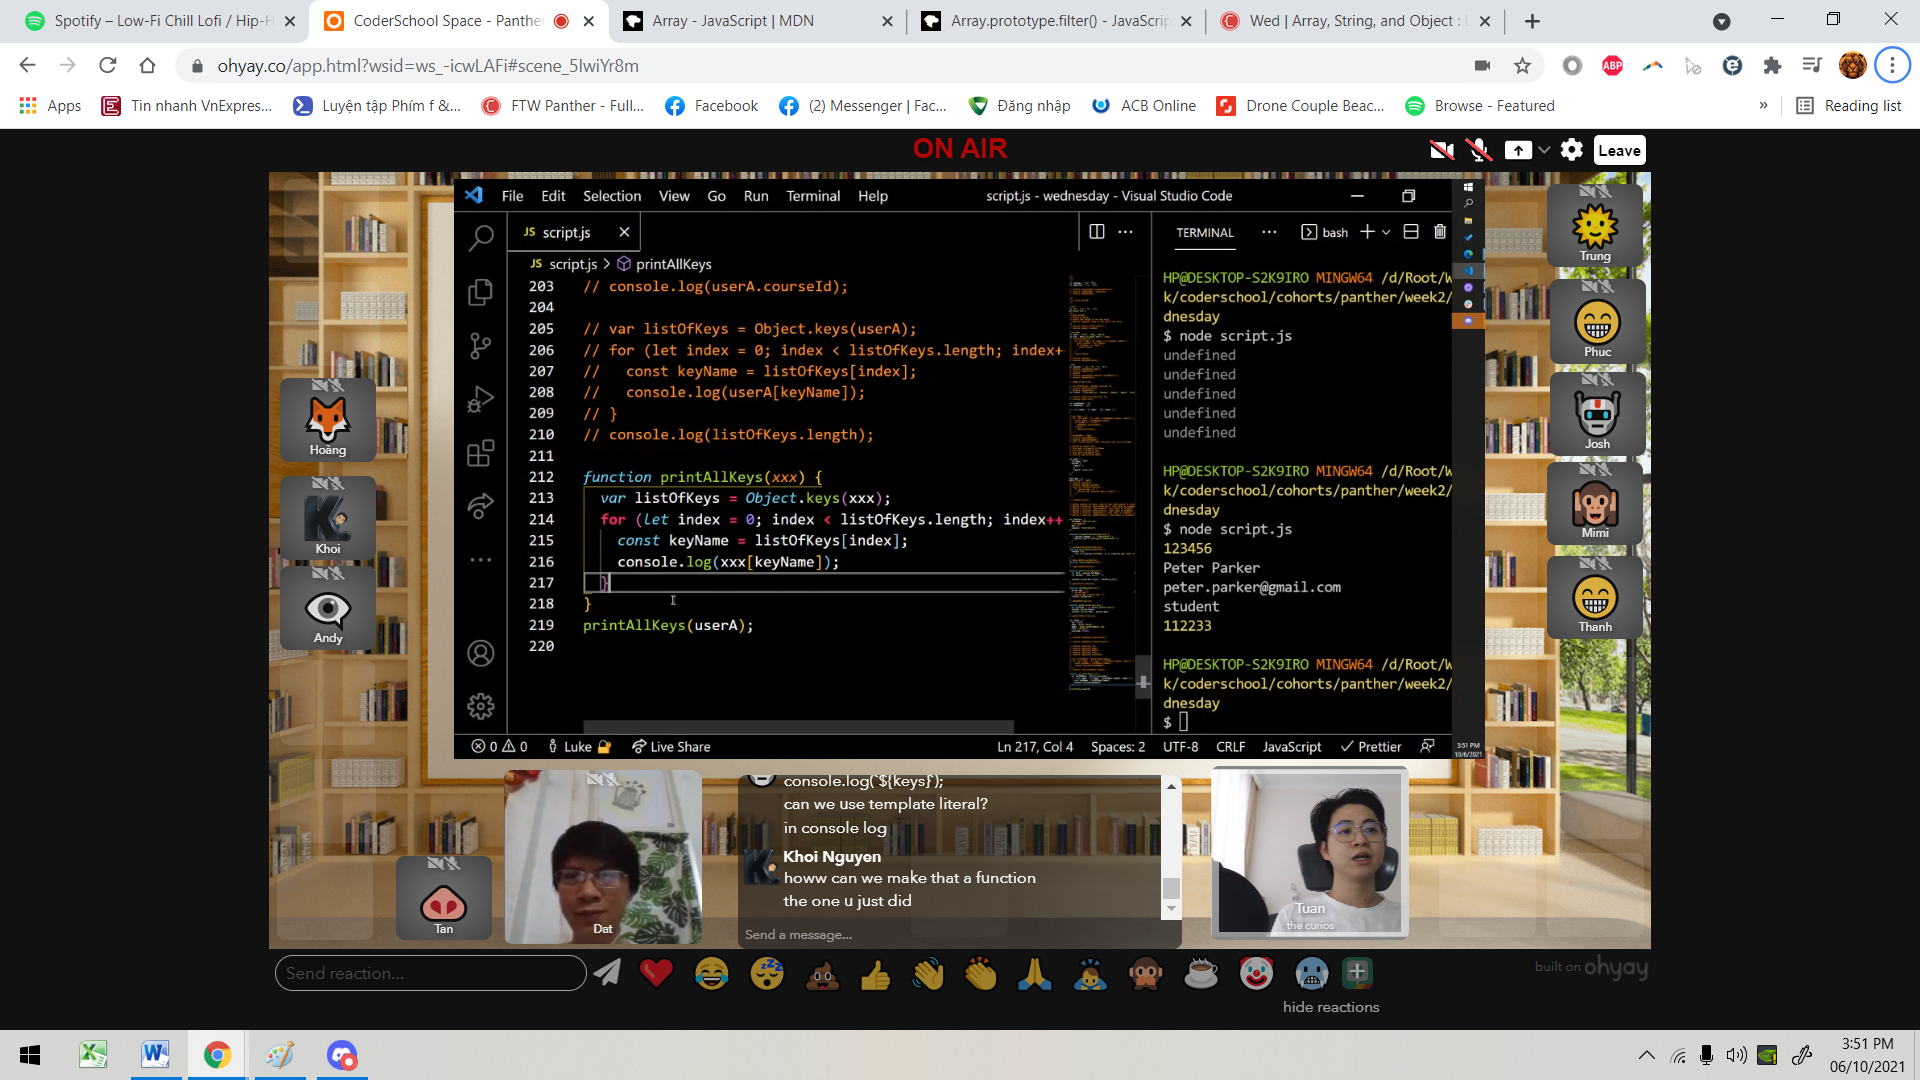 Spotify – Low-Fi Chill Lofi / Hip-H
CoderSchool Space - Panthe
Array - JavaScript | MDN
Array.prototype.filter() - JavaScrip
Wed | Array, String, and Object :
ohyay.co/app.html?wsid=ws_-icwLAFi#scene_5IwiYr8m
ABP
Apps
Tin nhanh VnExpres...
Luyện tập Phím f &...
FTW Panther - Full...
Facebook
(2) Messenger | Fac...
Đăng nhập
ACB Online
Drone Couple Beac...
Browse - Featured
»
Reading list
ON AIR
Leave
File Edit Selection View Go Run Terminal Help
script.js - wednesday - Visual Studio Code
JS script.js
TERMINAL
bash
JS script.js > printAllKeys
203 // console.log(userA.courseId);
204
205 // var listOfKeys = Object.keys(userA);
206 // for (let index = 0; index < listOfKeys.length; index+
207 //   const keyName = listOfKeys[index];
208 //   console.log(userA[keyName]);
209 // }
210 // console.log(listOfKeys.length);
211
212 function printAllKeys(xxx) {
213   var listOfKeys = Object.keys(xxx);
214   for (let index = 0; index < listOfKeys.length; index++
215     const keyName = listOfKeys[index];
216     console.log(xxx[keyName]);
217   }
218 }
219 printAllKeys(userA);
220
HP@DESKTOP-S2K9IRO MINGW64 /d/Root/W
k/coderschool/cohorts/panther/week2/
dnesday
$ node script.js
undefined
undefined
undefined
undefined
undefined
HP@DESKTOP-S2K9IRO MINGW64 /d/Root/W
k/coderschool/cohorts/panther/week2/
dnesday
$ node script.js
123456
Peter Parker
peter.parker@gmail.com
student
112233
HP@DESKTOP-S2K9IRO MINGW64 /d/Root/W
k/coderschool/cohorts/panther/week2/
dnesday
$
0 0
Luke
Live Share
Ln 217, Col 4
Spaces: 2
UTF-8
CRLF
JavaScript
Prettier
3:51 PM
10/6/2021
Hoàng
Khoi
Andy
Trung
Phuc
Josh
Mimi
Thanh
Tan
Dat
console.log(`${keys}`);
can we use template literal?
in console log
Khoi Nguyen
howw can we make that a function
the one u just did
Send a message...
Tuan
the cunos
Send reaction...
hide reactions
built on ohyay
3:51 PM
06/10/2021